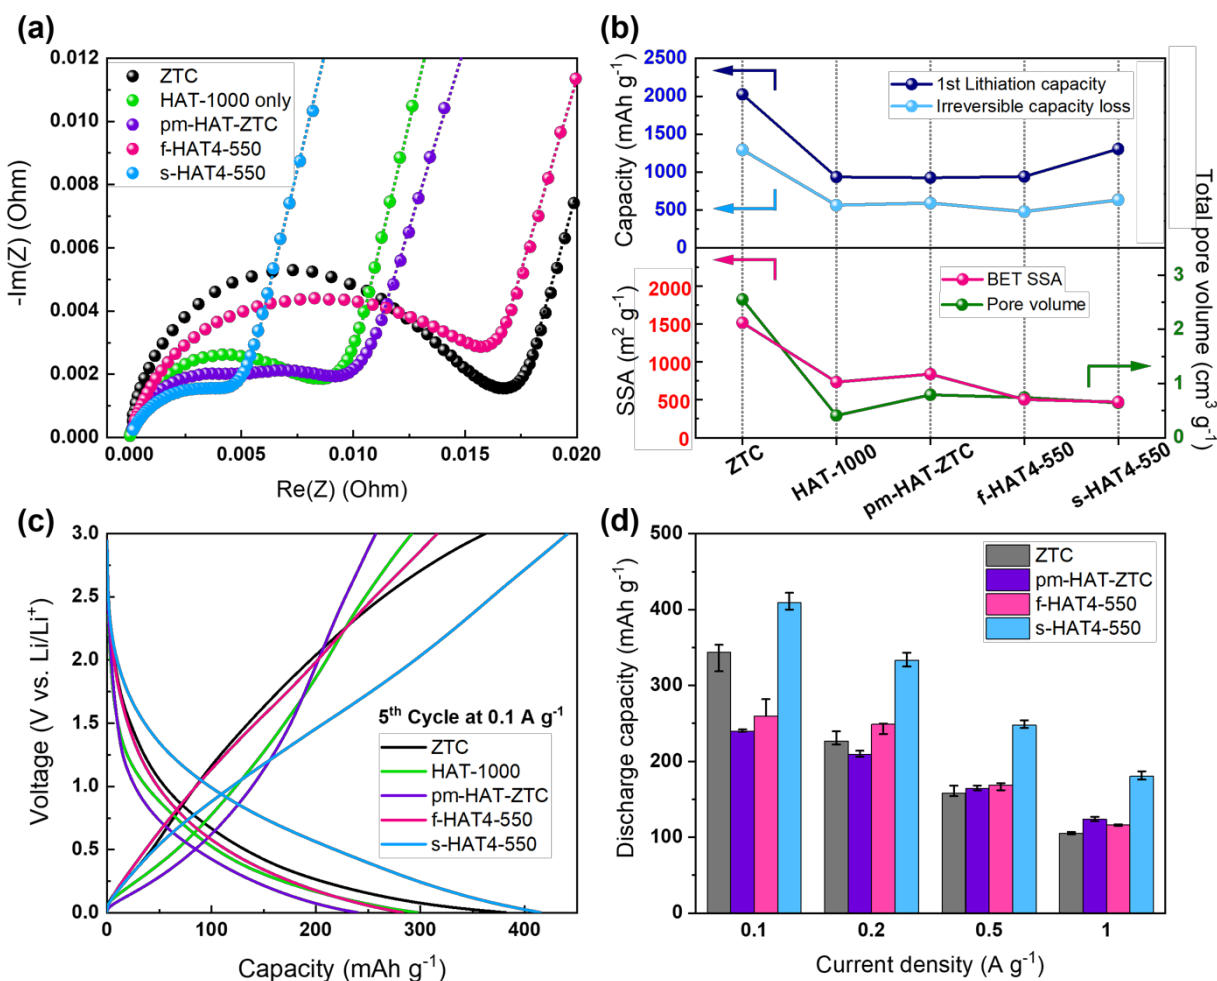 (a)
0.012
0.010
0.008
0.006
0.004
0.002
0.000
-Im(Z) (Ohm)
ZTC
HAT-1000 only
pm-HAT-ZTC
f-HAT4-550
s-HAT4-550
0.000 0.005 0.010 0.015 0.020
Re(Z) (Ohm)
(b)
2500
2000
1500
1000
500
0
Capacity (mAh g⁻¹)
1st Lithiation capacity
Irreversible capacity loss
2000
1500
1000
500
0
SSA (m² g⁻¹)
BET SSA
Pore volume
3
2
1
0
Total pore volume (cm³ g⁻¹)
ZTC
HAT-1000
pm-HAT-ZTC
f-HAT4-550
s-HAT4-550
(c)
3.0
2.5
2.0
1.5
1.0
0.5
0.0
Voltage (V vs. Li/Li⁺)
5th Cycle at 0.1 A g⁻¹
ZTC
HAT-1000
pm-HAT-ZTC
f-HAT4-550
s-HAT4-550
0 100 200 300 400
Capacity (mAh g⁻¹)
(d)
500
400
300
200
100
0
Discharge capacity (mAh g⁻¹)
ZTC
pm-HAT-ZTC
f-HAT4-550
s-HAT4-550
0.1 0.2 0.5 1
Current density (A g⁻¹)